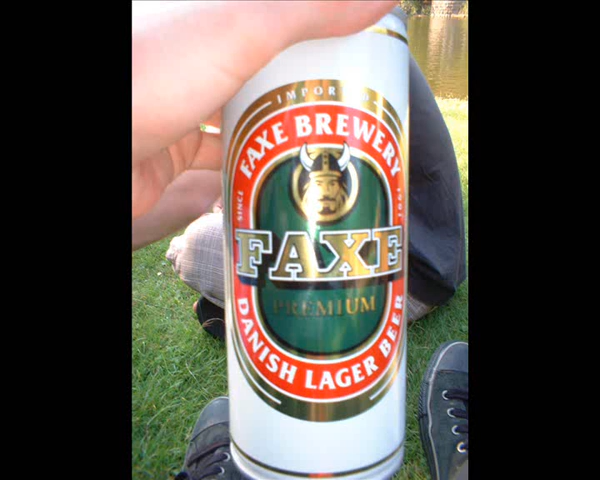 IMPORTED
FAXE BREWERY
SINCE 1901
FAXE
PREMIUM
DANISH LAGER BEER